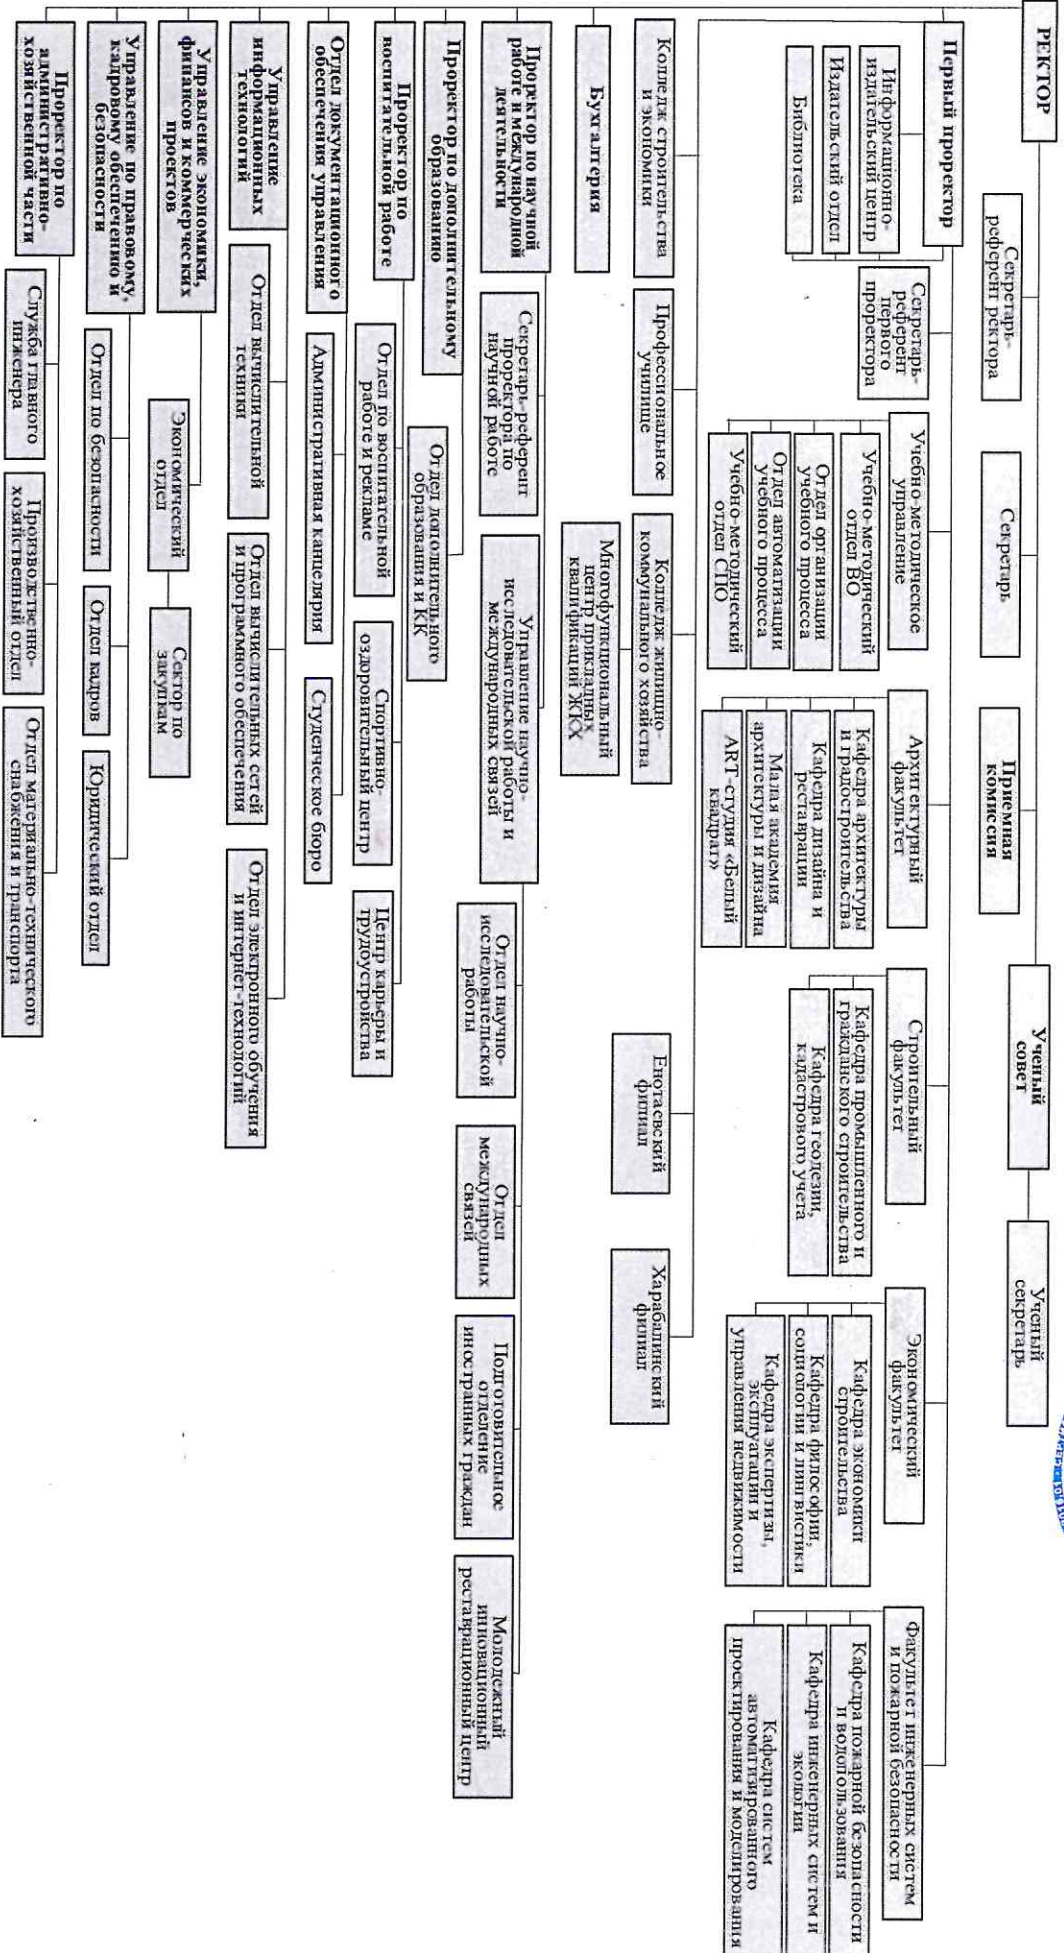 РЕКТОР
Секретарь-
референт ректора
Секретарь
Приемная
комиссия
Ученый
совет
Ученый
секретарь
Первый проректор
Информационно-
издательский центр
Издательский отдел
Библиотека
Секретарь-
референт
первого
проректора
Учебно-методическое
управление
Учебно-методический
отдел ВО
Отдел организации
учебного процесса
Отдел автоматизации
учебного процесса
Учебно-методический
отдел СПО
Архитектурный
факультет
Кафедра архитектуры
и градостроительства
Кафедра дизайна и
реставрации
Малая академия
архитектуры и дизайна
ART-студия «Белый
квадрат»
Строительный
факультет
Кафедра промышленного и
гражданского строительства
Кафедра геодезии,
кадастрового учета
Экономический
факультет
Кафедра экономики
строительства
Кафедра философии,
социологии и лингвистики
Кафедра экспертизы,
эксплуатации и
управления недвижимости
Факультет инженерных систем
и пожарной безопасности
Кафедра пожарной безопасности
и водопользования
Кафедра инженерных систем и
экологии
Кафедра систем
автоматизированного
проектирования и моделирования
Колледж строительства
и экономики
Профессиональное
училище
Колледж жилищно-
коммунального хозяйства
Многофункциональный
центр прикладных
квалификаций ЖКХ
Енотаевский
филиал
Харабалинский
филиал
Бухгалтерия
Проректор по научной
работе и международной
деятельности
Секретарь-референт
проректора по
научной работе
Управление научно-
исследовательской работы и
международных связей
Отдел научно-
исследовательской
работы
Отдел
международных
связей
Подготовительное
отделение
иностранных граждан
Молодежный
инновационный
реставрационный центр
Проректор по дополнительному
образованию
Отдел дополнительного
образования и КК
Проректор по
воспитательной работе
Отдел по воспитательной
работе и рекламе
Спортивно-
оздоровительный центр
Центр карьеры и
трудоустройства
Отдел документационного
обеспечения управления
Административная канцелярия
Студенческое бюро
Управление
информационных
технологий
Отдел вычислительной
техники
Отдел вычислительных сетей
и программного обеспечения
Отдел электронного обучения
и интернет-технологий
Управление экономики,
финансов и коммерческих
проектов
Экономический
отдел
Сектор по
закупкам
Управление по правовому,
кадровому обеспечению и
безопасности
Отдел по безопасности
Отдел кадров
Юридический отдел
Проректор по
административно-
хозяйственной части
Служба главного
инженера
Производственно-
хозяйственный отдел
Отдел материально-технического
снабжения и транспорта